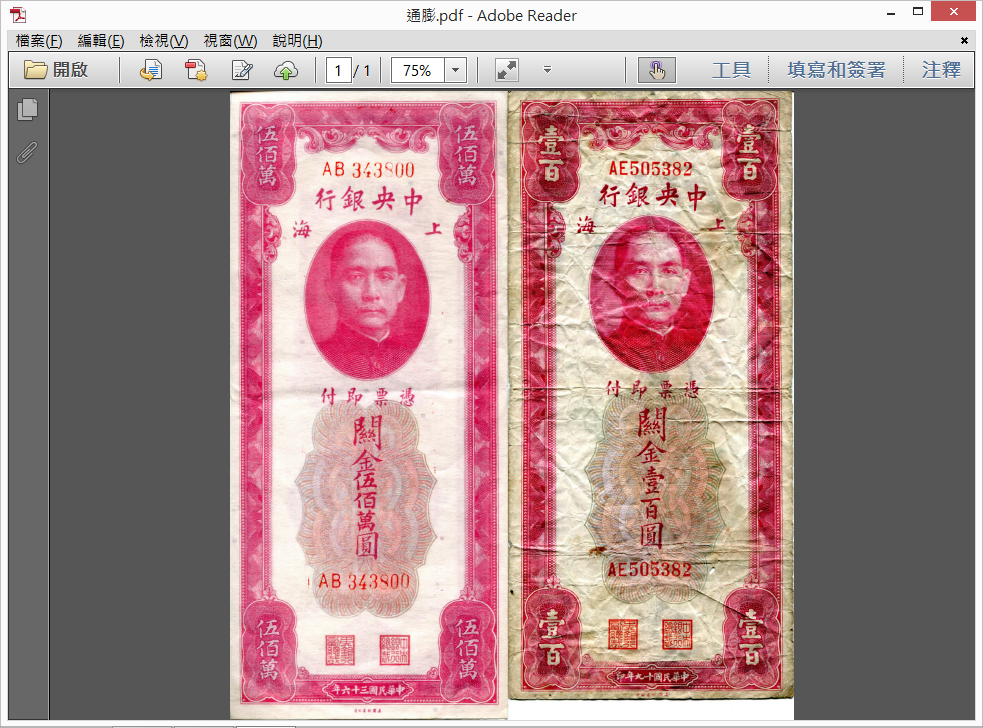 通膨.pdf - Adobe Reader
檔案(F) 編輯(E) 檢視(V) 視窗(W) 說明(H)
開啟 1 / 1 75% 工具 填寫和簽署 注釋
伍佰萬
伍佰萬
AB 343800
中央銀行
上海
憑票即付
關金伍佰萬圓
AB 343800
伍佰萬
伍佰萬
中華民國三十六年
壹百
壹百
AE505382
中央銀行
上海
憑票即付
關金壹百圓
AE505382
壹百
壹百
中華民國十九年印